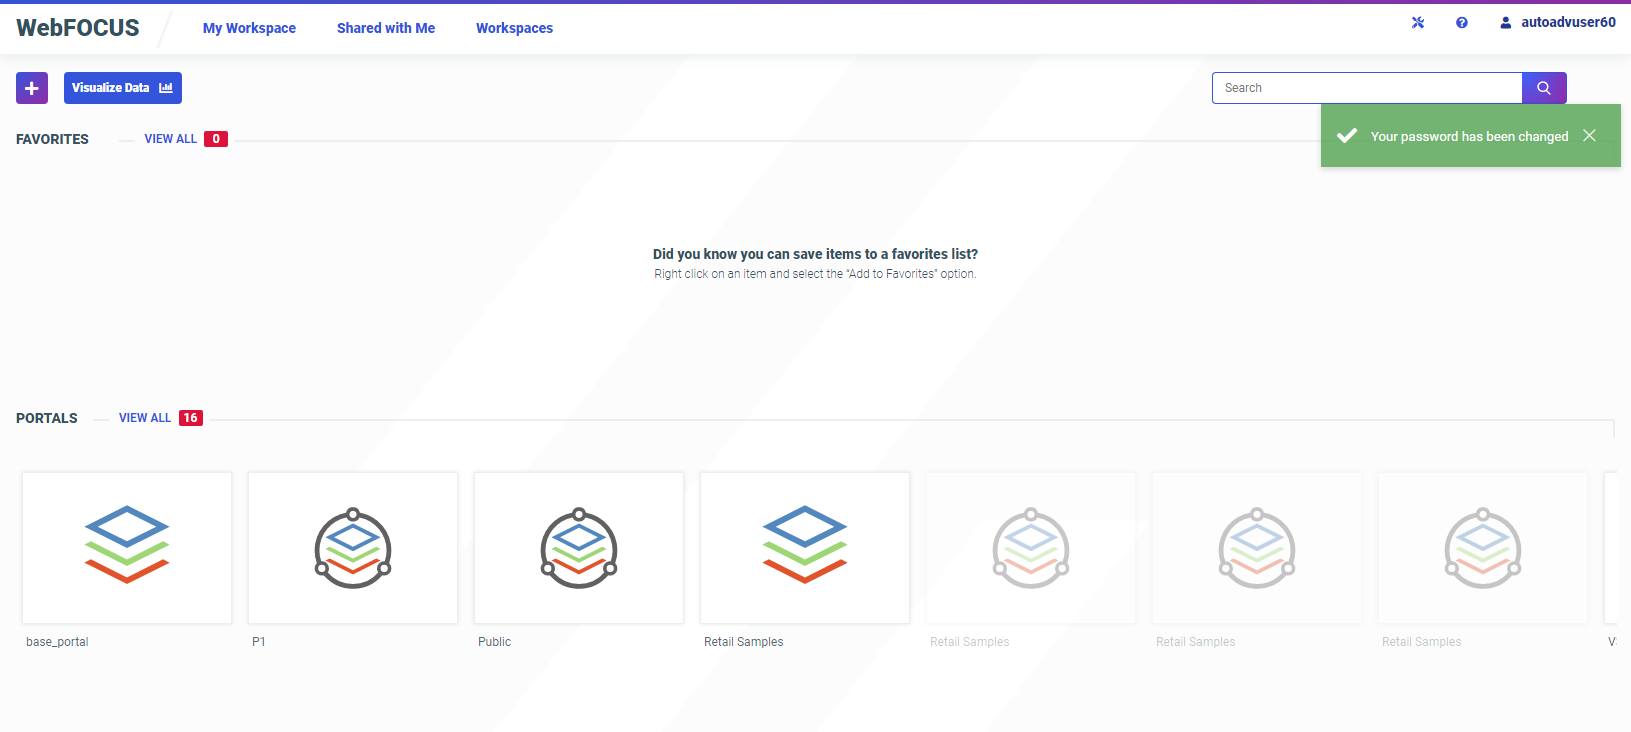 WebFOCUS
My Workspace
Shared with Me
Workspaces
autoadvuser60
Visualize Data
Search
Your password has been changed
FAVORITES
VIEW ALL 0
Did you know you can save items to a favorites list?
Right click on an item and select the "Add to Favorites" option.
PORTALS
VIEW ALL 16
base_portal
P1
Public
Retail Samples
Retail Samples
Retail Samples
Retail Samples